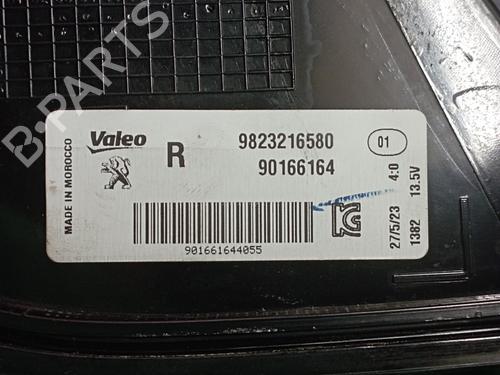 B-PARTS
Valeo
R
9823216580
90166164
01
MADE IN MOROCCO
901661644055
27/5/23 4:0
1382 13.5V
L